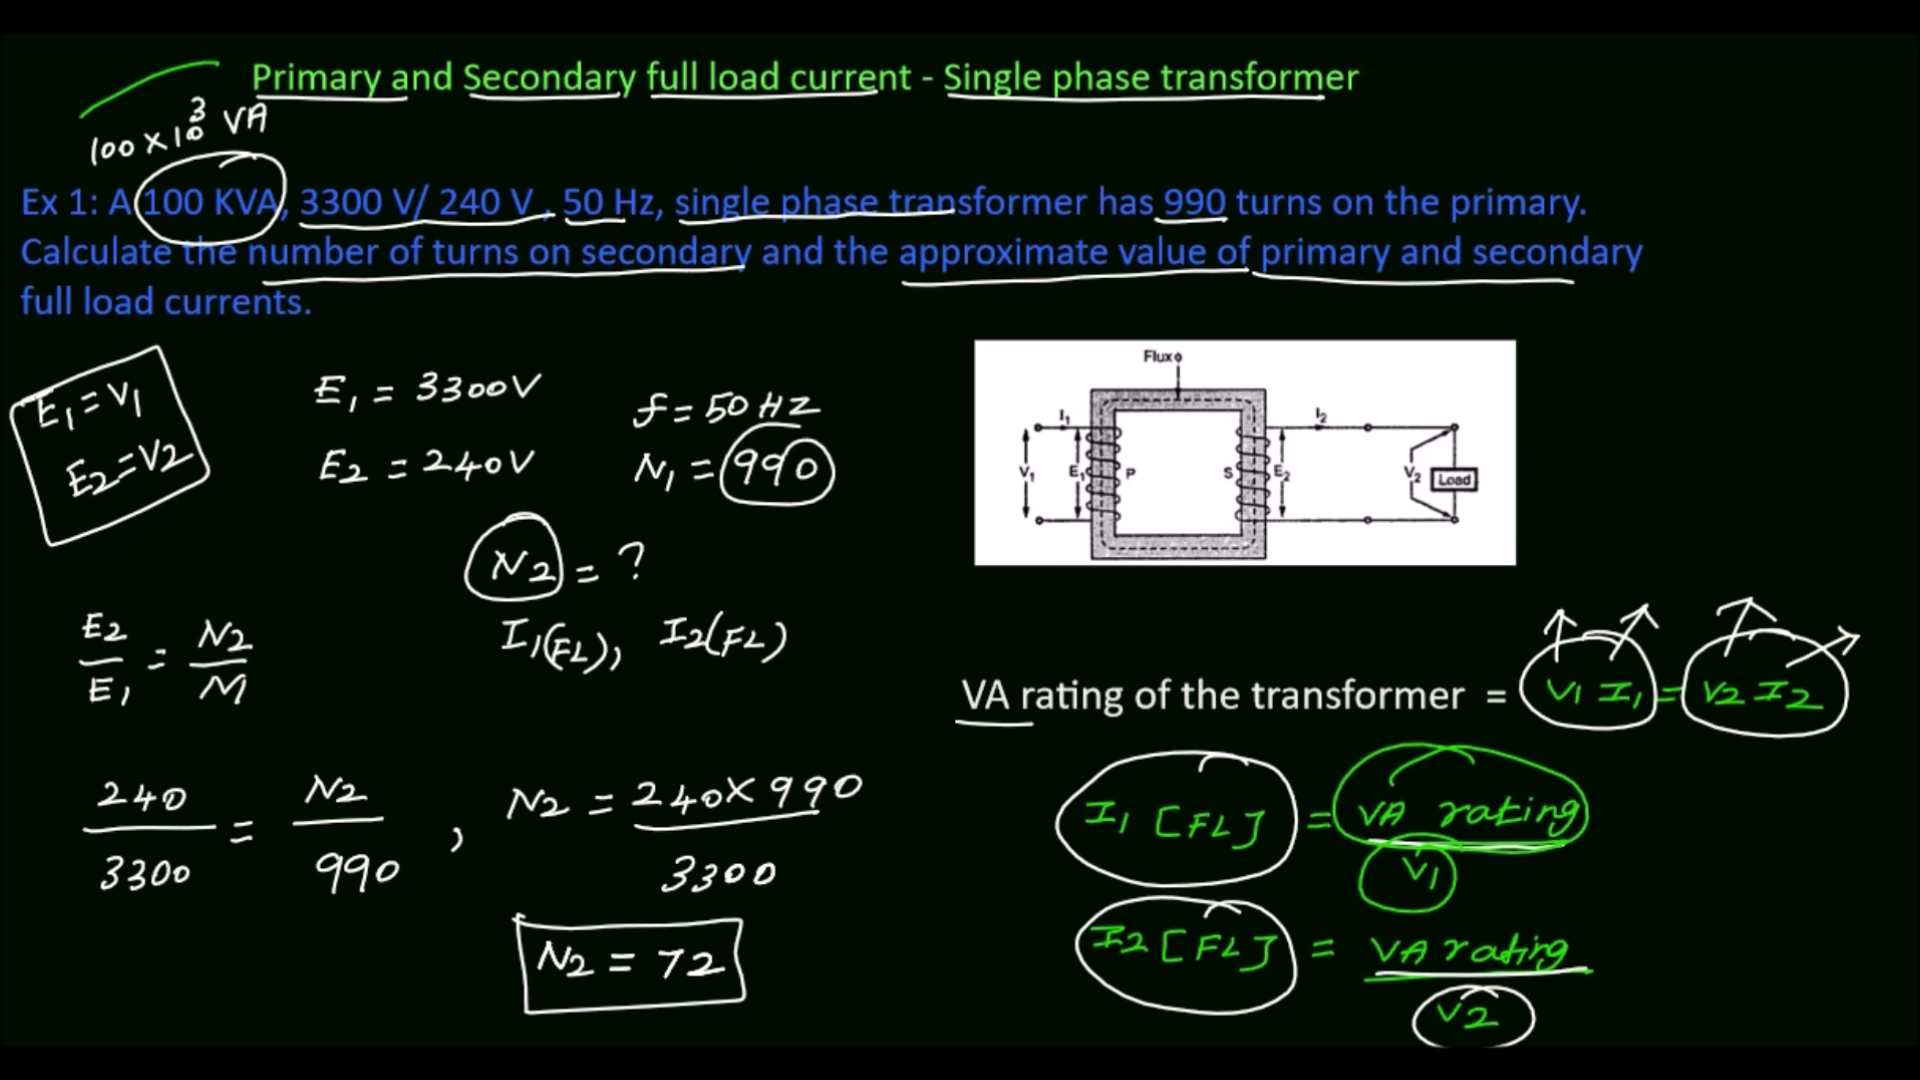 Primary and Secondary full load current - Single phase transformer
100 X 10³ VA
Ex 1: A 100 KVA, 3300 V/ 240 V , 50 Hz, single phase transformer has 990 turns on the primary.
Calculate the number of turns on secondary and the approximate value of primary and secondary
full load currents.
E1 = V1
E2 = V2
E1 = 3300V
E2 = 240V
f = 50 HZ
N1 = 990
N2 = ?
I1(FL), I2(FL)
E2/E1 = N2/N1
240/3300 = N2/990 , N2 = 240X990/3300
N2 = 72
Flux ϕ
I1 I2
V1 E1 P S E2 V2 Load
VA rating of the transformer = V1 I1 = V2 I2
I1 [FL] = VA rating/V1
I2 [FL] = VA rating/V2